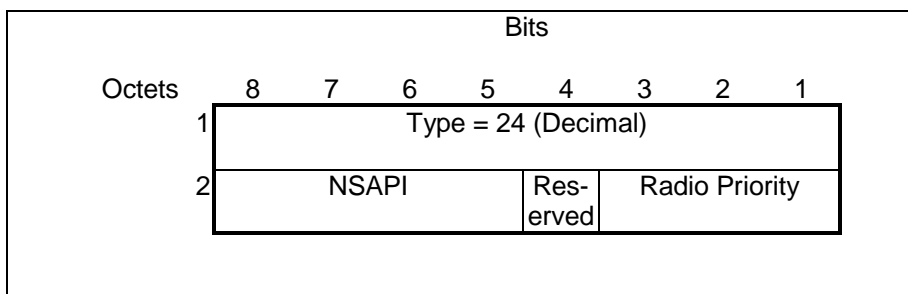 Bits
Octets 8 7 6 5 4 3 2 1
1 Type = 24 (Decimal)
2 NSAPI Res- Radio Priority
erved